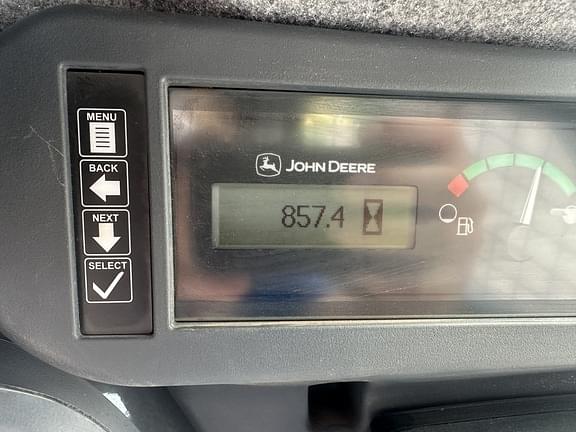 MENU
BACK
NEXT
SELECT
JOHN DEERE
857.4